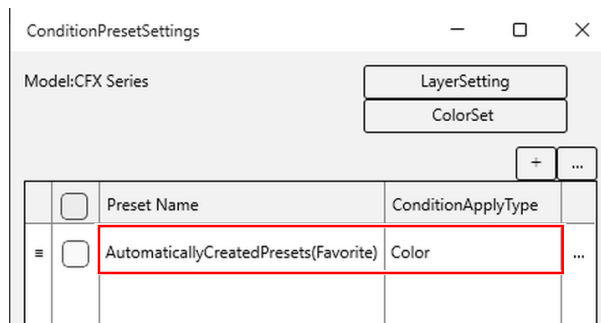 ConditionPresetSettings
Model:CFX Series
LayerSetting
ColorSet
+ ...
Preset Name ConditionApplyType
≡ AutomaticallyCreatedPresets(Favorite) Color ...